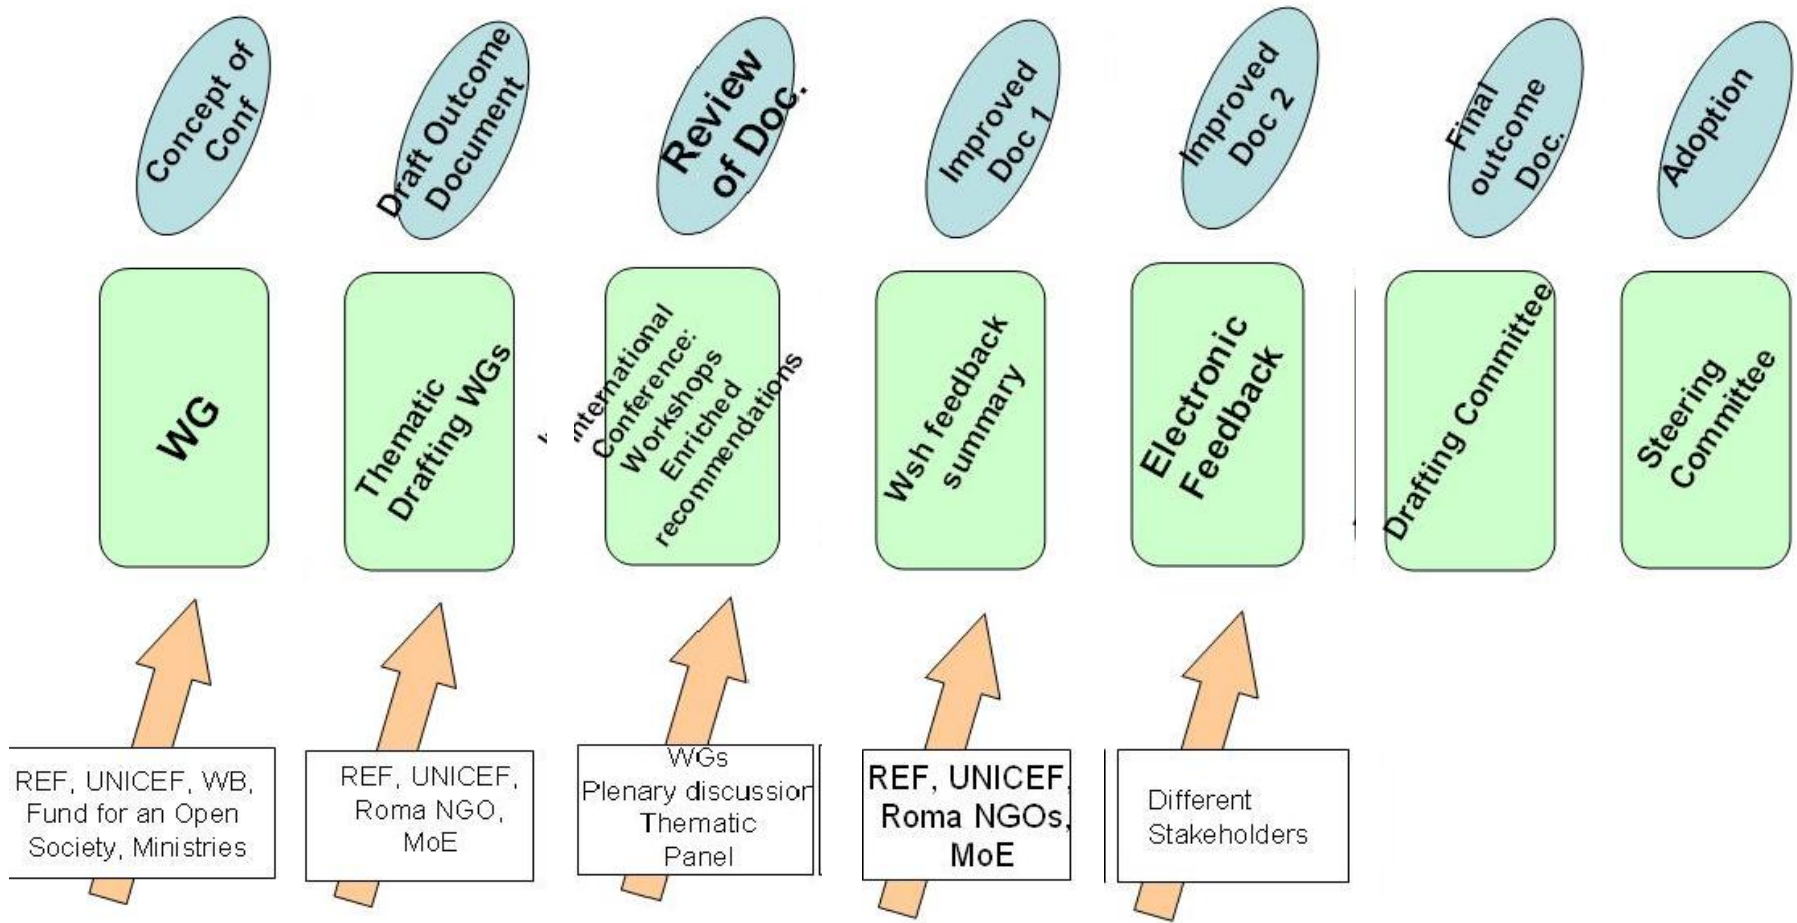 Concept of
Conf
Draft Outcome
Document
Review
of Doc.
Improved
Doc 1
Improved
Doc 2
Final
outcome
Doc.
Adoption
WG
Thematic
Drafting WGs
International
Conference:
Workshops
Enriched
recommendations
Wsh feedback
summary
Electronic
Feedback
Drafting Committee
Steering
Committee
REF, UNICEF, WB,
Fund for an Open
Society, Ministries
REF, UNICEF,
Roma NGO,
MoE
WGs
Plenary discussion
Thematic
Panel
REF, UNICEF,
Roma NGOs,
MoE
Different
Stakeholders